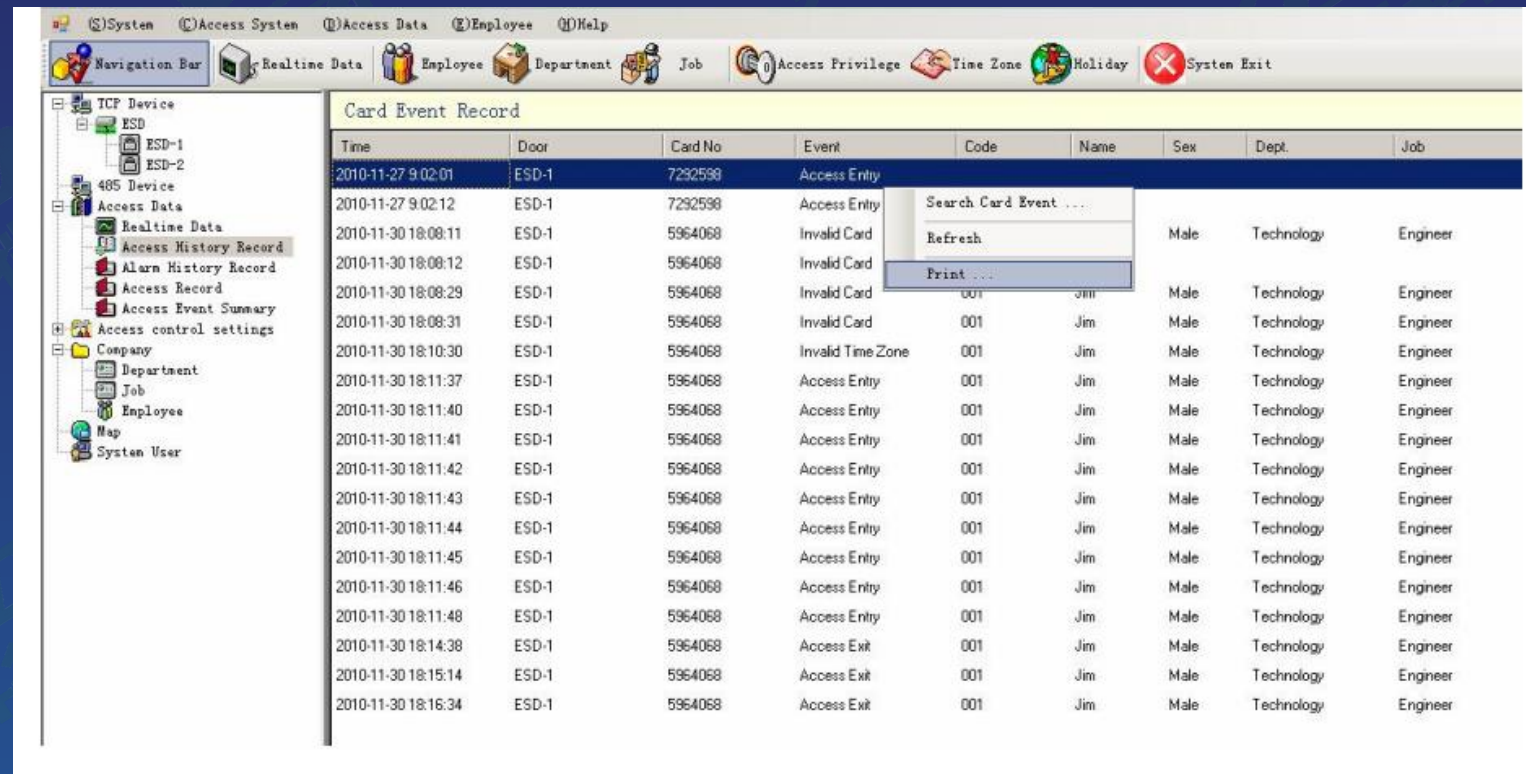 (S)System (C)Access System (D)Access Data (E)Employee (H)Help
Navigation Bar Realtime Data Employee Department Job Access Privilege Time Zone Holiday System Exit
TCP Device
ESD
ESD-1
ESD-2
485 Device
Access Data
Realtime Data
Access History Record
Alarm History Record
Access Record
Access Event Summary
Access control settings
Company
Department
Job
Employee
Map
System User
Card Event Record
Time Door Card No Event Code Name Sex Dept. Job
2010-11-27 9:02:01 ESD-1 7292598 Access Entry
2010-11-27 9:02:12 ESD-1 7292598 Access Entry
2010-11-30 18:08:11 ESD-1 5964068 Invalid Card Male Technology Engineer
2010-11-30 18:08:12 ESD-1 5964068 Invalid Card
2010-11-30 18:08:29 ESD-1 5964068 Invalid Card 001 Jim Male Technology Engineer
2010-11-30 18:08:31 ESD-1 5964068 Invalid Card 001 Jim Male Technology Engineer
2010-11-30 18:10:30 ESD-1 5964068 Invalid Time Zone 001 Jim Male Technology Engineer
2010-11-30 18:11:37 ESD-1 5964068 Access Entry 001 Jim Male Technology Engineer
2010-11-30 18:11:40 ESD-1 5964068 Access Entry 001 Jim Male Technology Engineer
2010-11-30 18:11:41 ESD-1 5964068 Access Entry 001 Jim Male Technology Engineer
2010-11-30 18:11:42 ESD-1 5964068 Access Entry 001 Jim Male Technology Engineer
2010-11-30 18:11:43 ESD-1 5964068 Access Entry 001 Jim Male Technology Engineer
2010-11-30 18:11:44 ESD-1 5964068 Access Entry 001 Jim Male Technology Engineer
2010-11-30 18:11:45 ESD-1 5964068 Access Entry 001 Jim Male Technology Engineer
2010-11-30 18:11:46 ESD-1 5964068 Access Entry 001 Jim Male Technology Engineer
2010-11-30 18:11:48 ESD-1 5964068 Access Entry 001 Jim Male Technology Engineer
2010-11-30 18:14:38 ESD-1 5964068 Access Exit 001 Jim Male Technology Engineer
2010-11-30 18:15:14 ESD-1 5964068 Access Exit 001 Jim Male Technology Engineer
2010-11-30 18:16:34 ESD-1 5964068 Access Exit 001 Jim Male Technology Engineer
Search Card Event ...
Refresh
Print ...